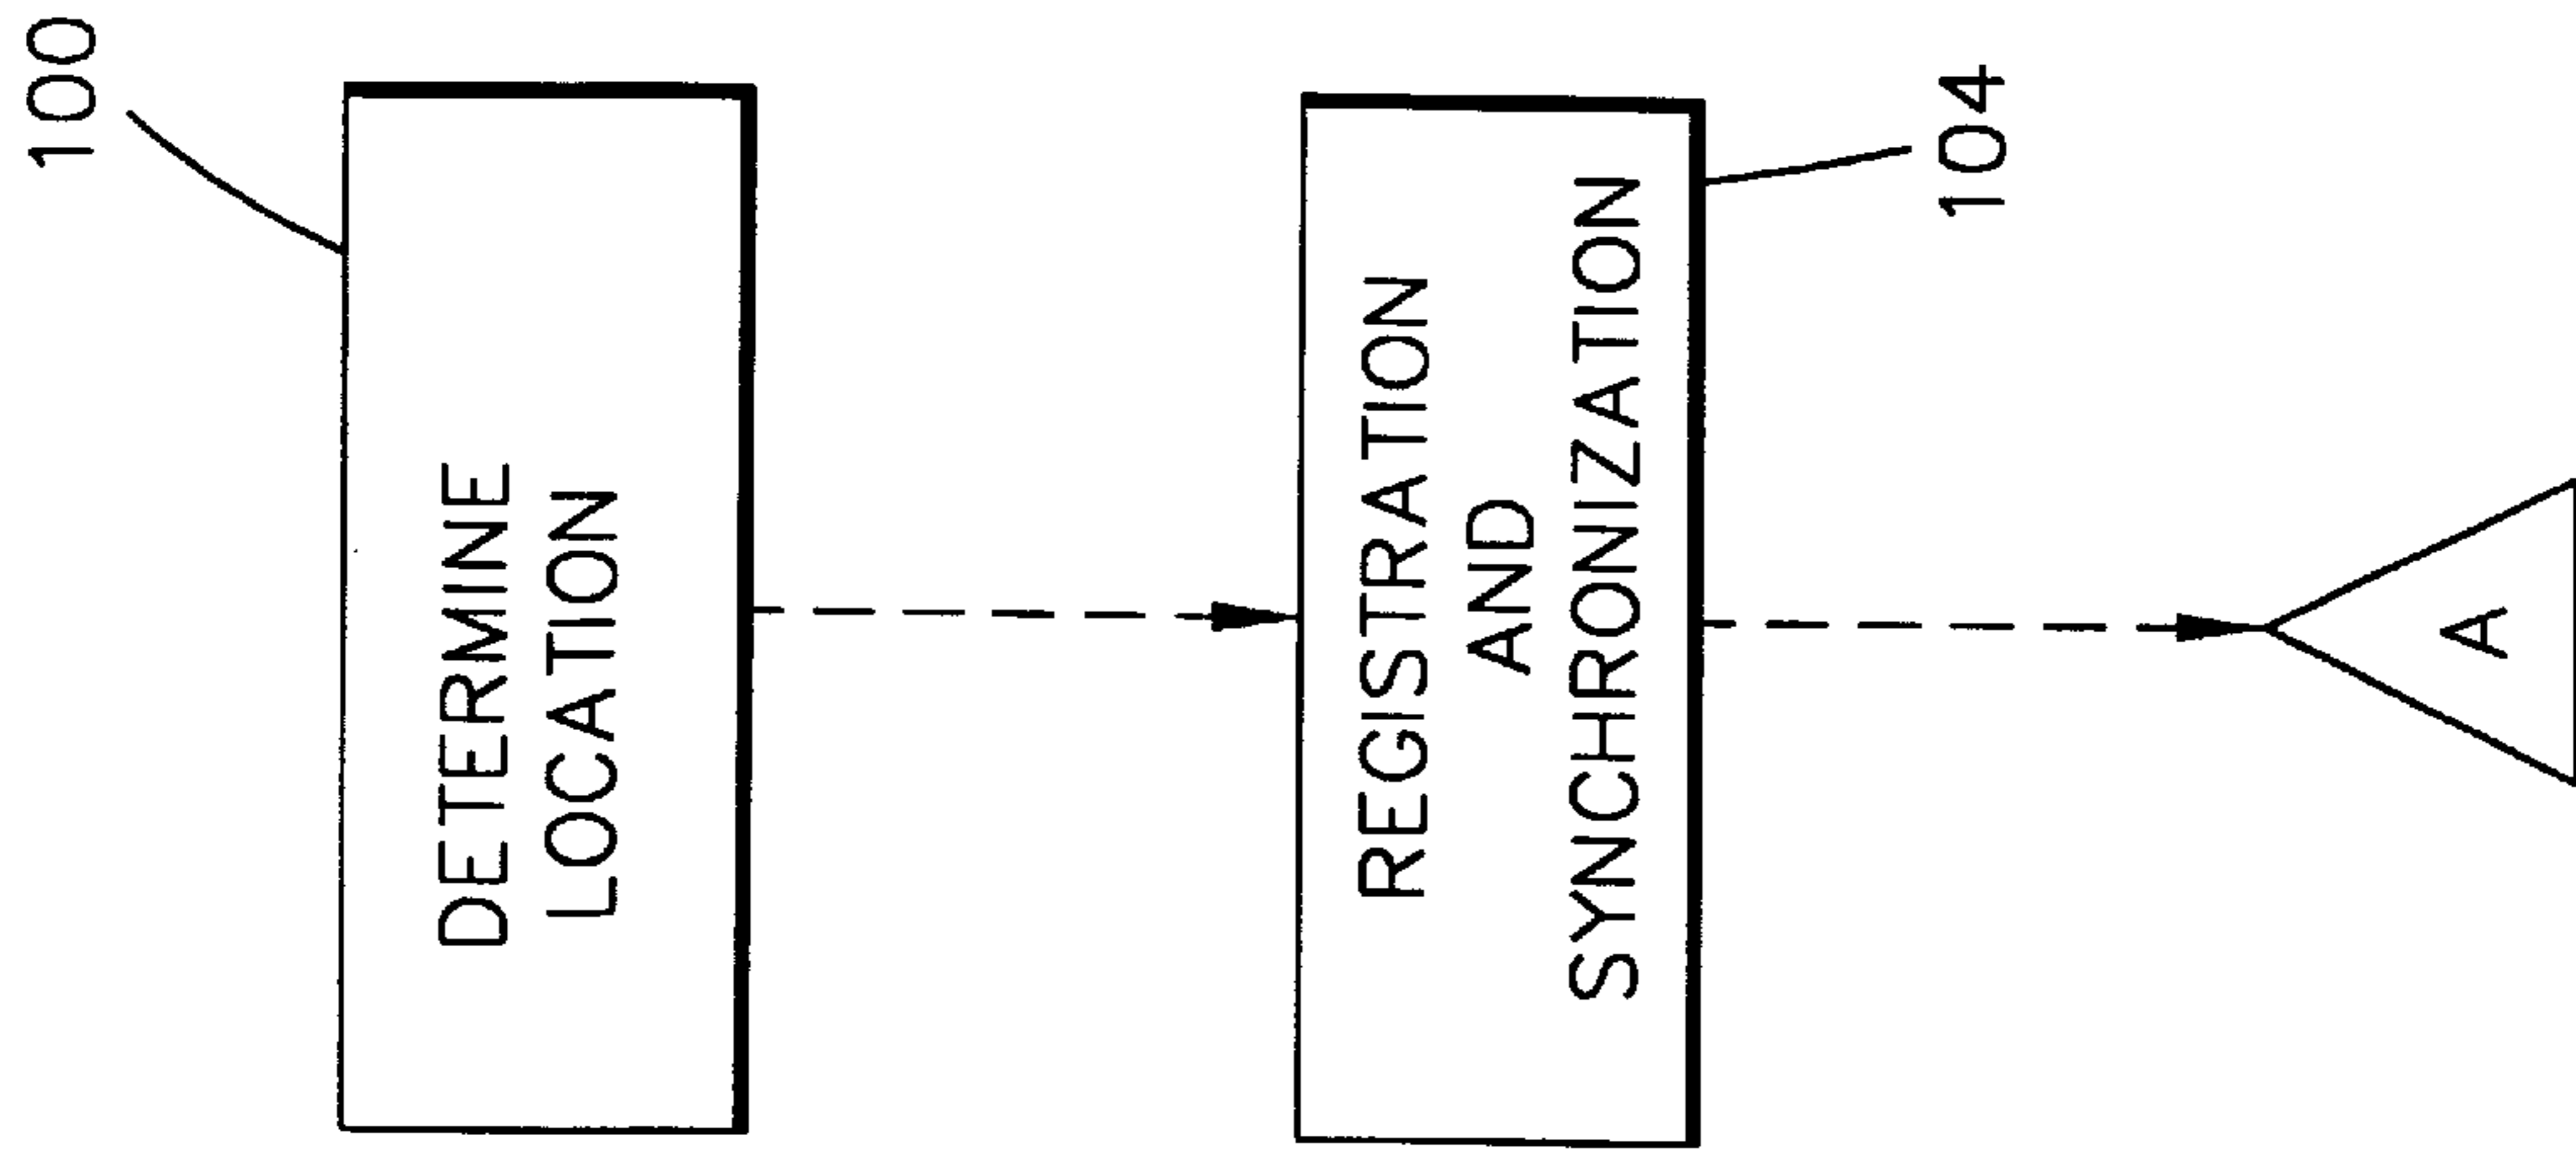 100
DETERMINE
LOCATION
REGISTRATION
AND
SYNCHRONIZATION
104
A